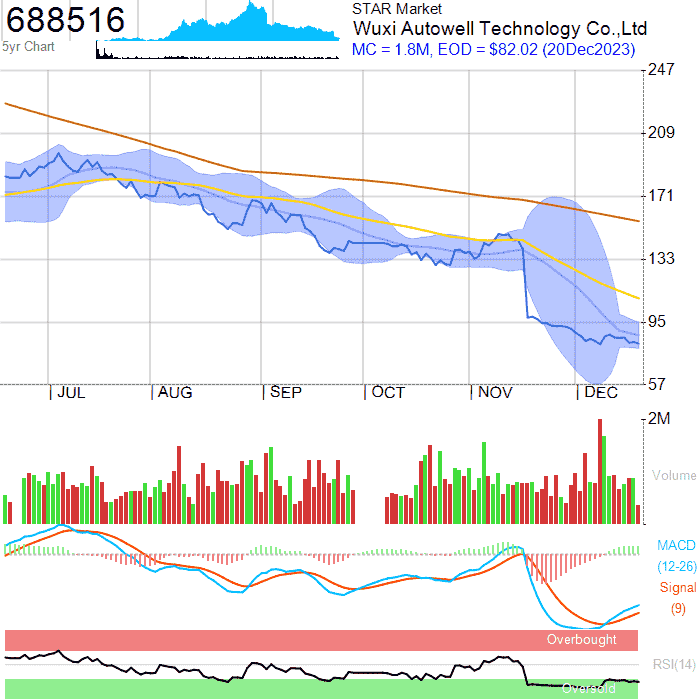 688516
5yr Chart
STAR Market
Wuxi Autowell Technology Co.,Ltd
MC = 1.8M, EOD = $82.02 (20Dec2023)
247
209
171
133
95
57
JUL AUG SEP OCT NOV DEC
2M
Volume
MACD
(12-26)
Signal
(9)
Overbought
RSI(14)
Oversold